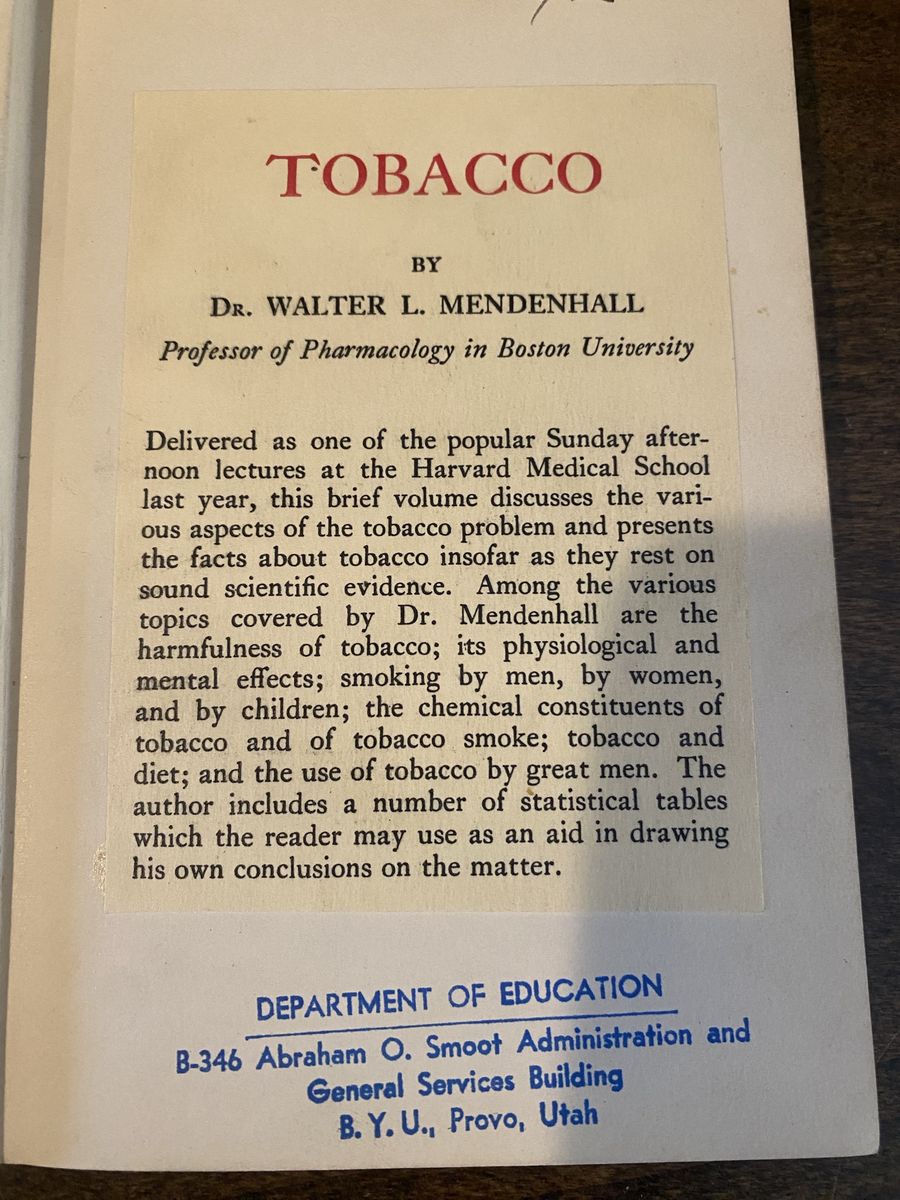 TOBACCO
BY
DR. WALTER L. MENDENHALL
Professor of Pharmacology in Boston University
Delivered as one of the popular Sunday after-
noon lectures at the Harvard Medical School
last year, this brief volume discusses the vari-
ous aspects of the tobacco problem and presents
the facts about tobacco insofar as they rest on
sound scientific evidence. Among the various
topics covered by Dr. Mendenhall are the
harmfulness of tobacco; its physiological and
mental effects; smoking by men, by women,
and by children; the chemical constituents of
tobacco and of tobacco smoke; tobacco and
diet; and the use of tobacco by great men. The
author includes a number of statistical tables
which the reader may use as an aid in drawing
his own conclusions on the matter.
DEPARTMENT OF EDUCATION
B-346 Abraham O. Smoot Administration and
General Services Building
B. Y. U., Provo, Utah